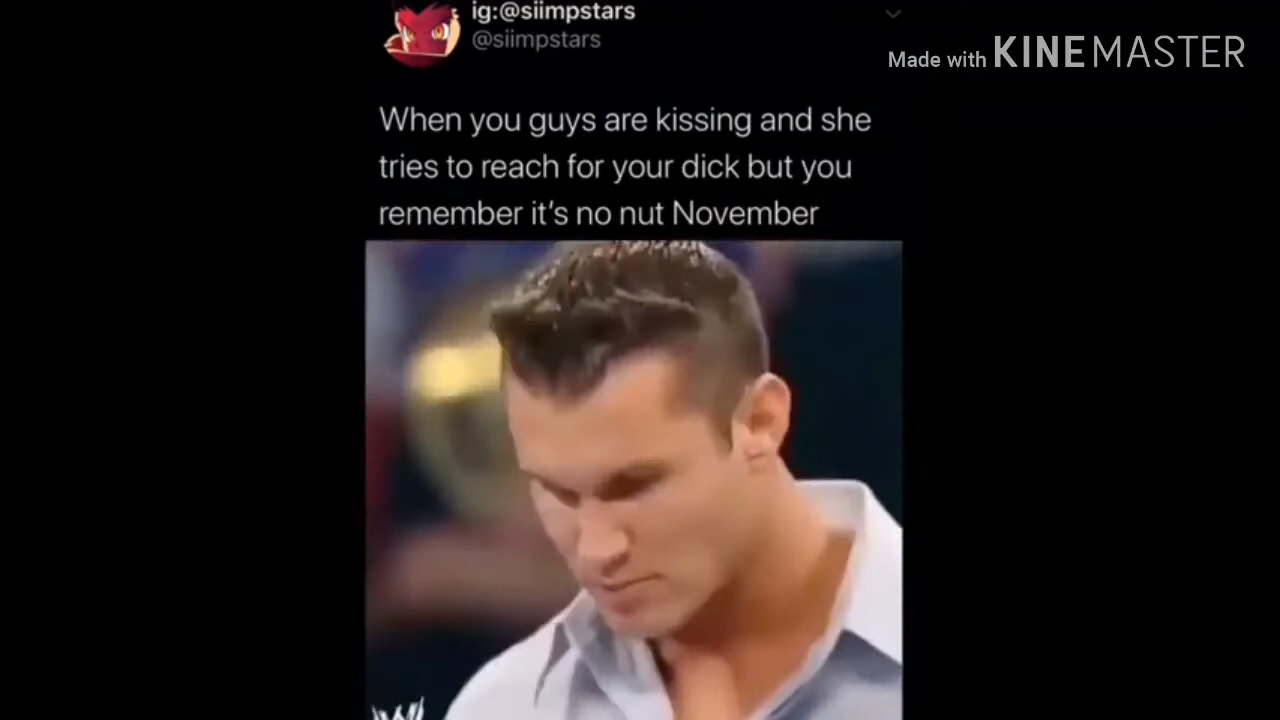 ig:@siimpstars
@siimpstars
Made with KINEMASTER
When you guys are kissing and she
tries to reach for your dick but you
remember it's no nut November
W